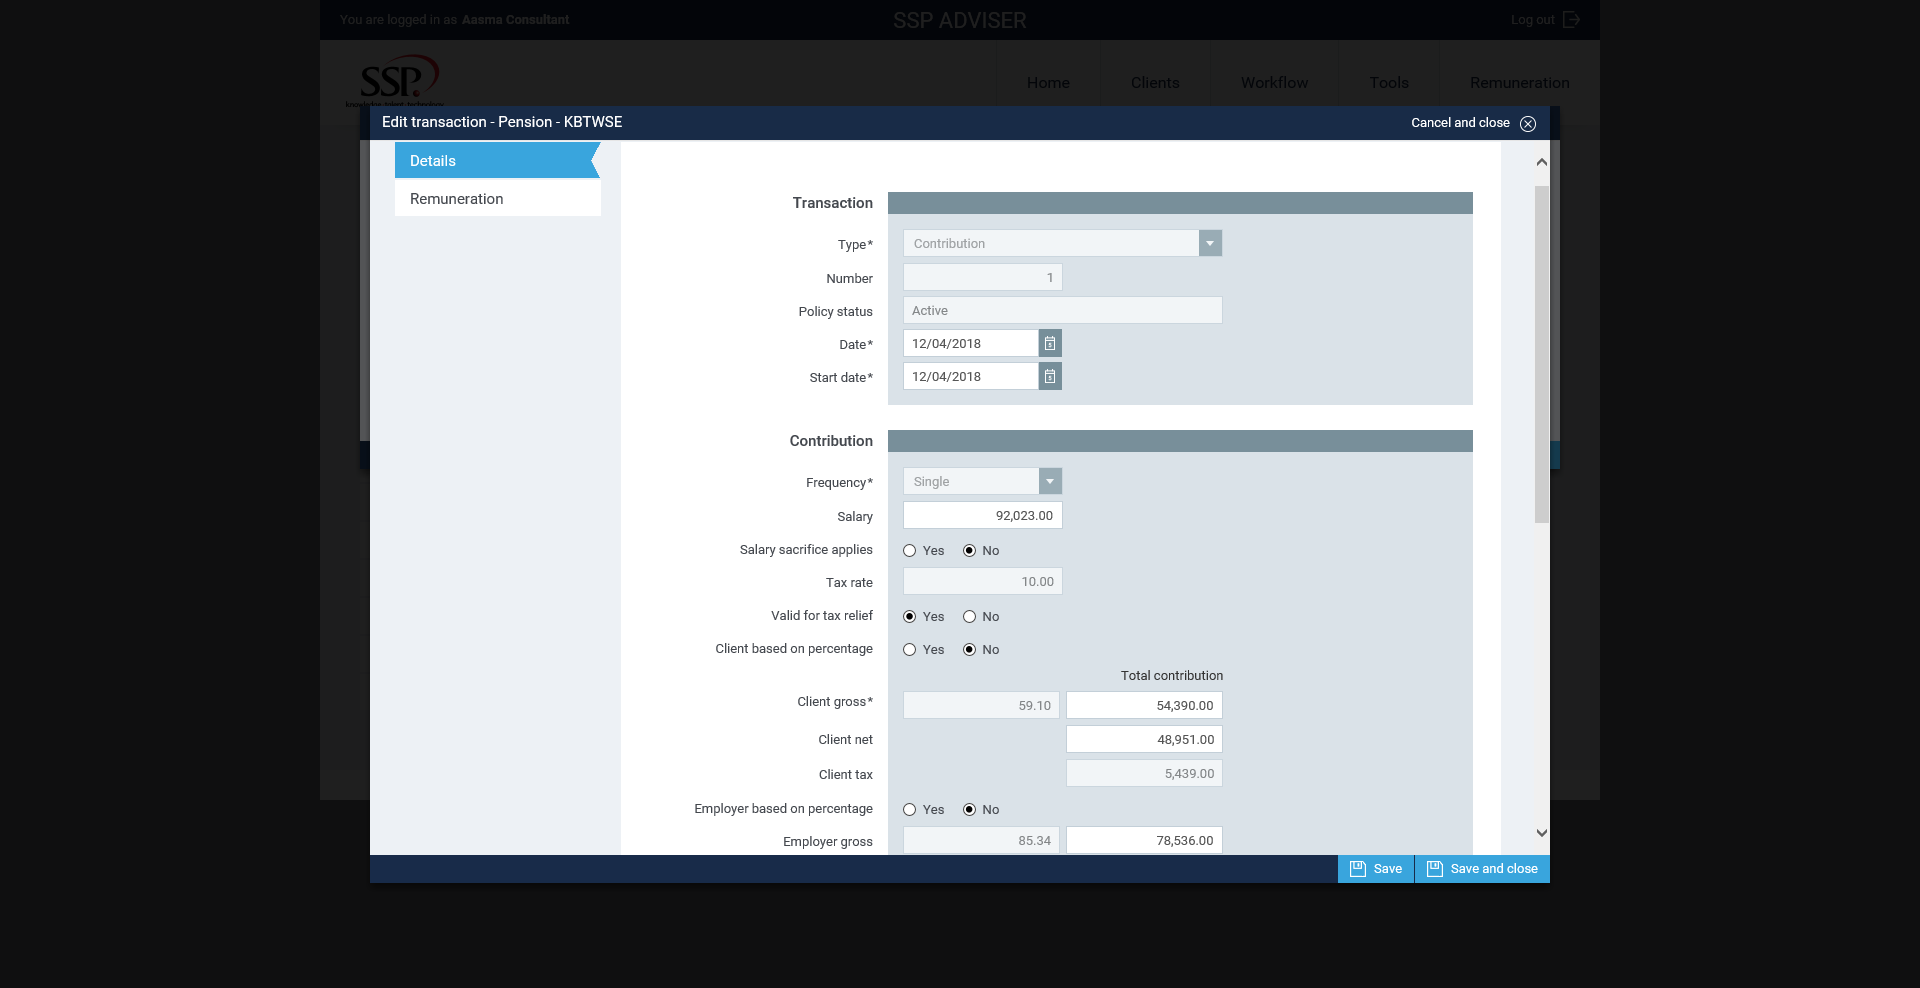 You are logged in as Aasma Consultant
SSP ADVISER
Log out
SSP.
knowledge. talent. technology.
Home
Clients
Workflow
Tools
Remuneration
Edit transaction - Pension - KBTWSE
Cancel and close
Details
Remuneration
Transaction
Type* Contribution
Number 1
Policy status Active
Date* 12/04/2018
Start date* 12/04/2018
Contribution
Frequency* Single
Salary 92,023.00
Salary sacrifice applies Yes No
Tax rate 10.00
Valid for tax relief Yes No
Client based on percentage Yes No
Total contribution
Client gross* 59.10 54,390.00
Client net 48,951.00
Client tax 5,439.00
Employer based on percentage Yes No
Employer gross 85.34 78,536.00
Save
Save and close